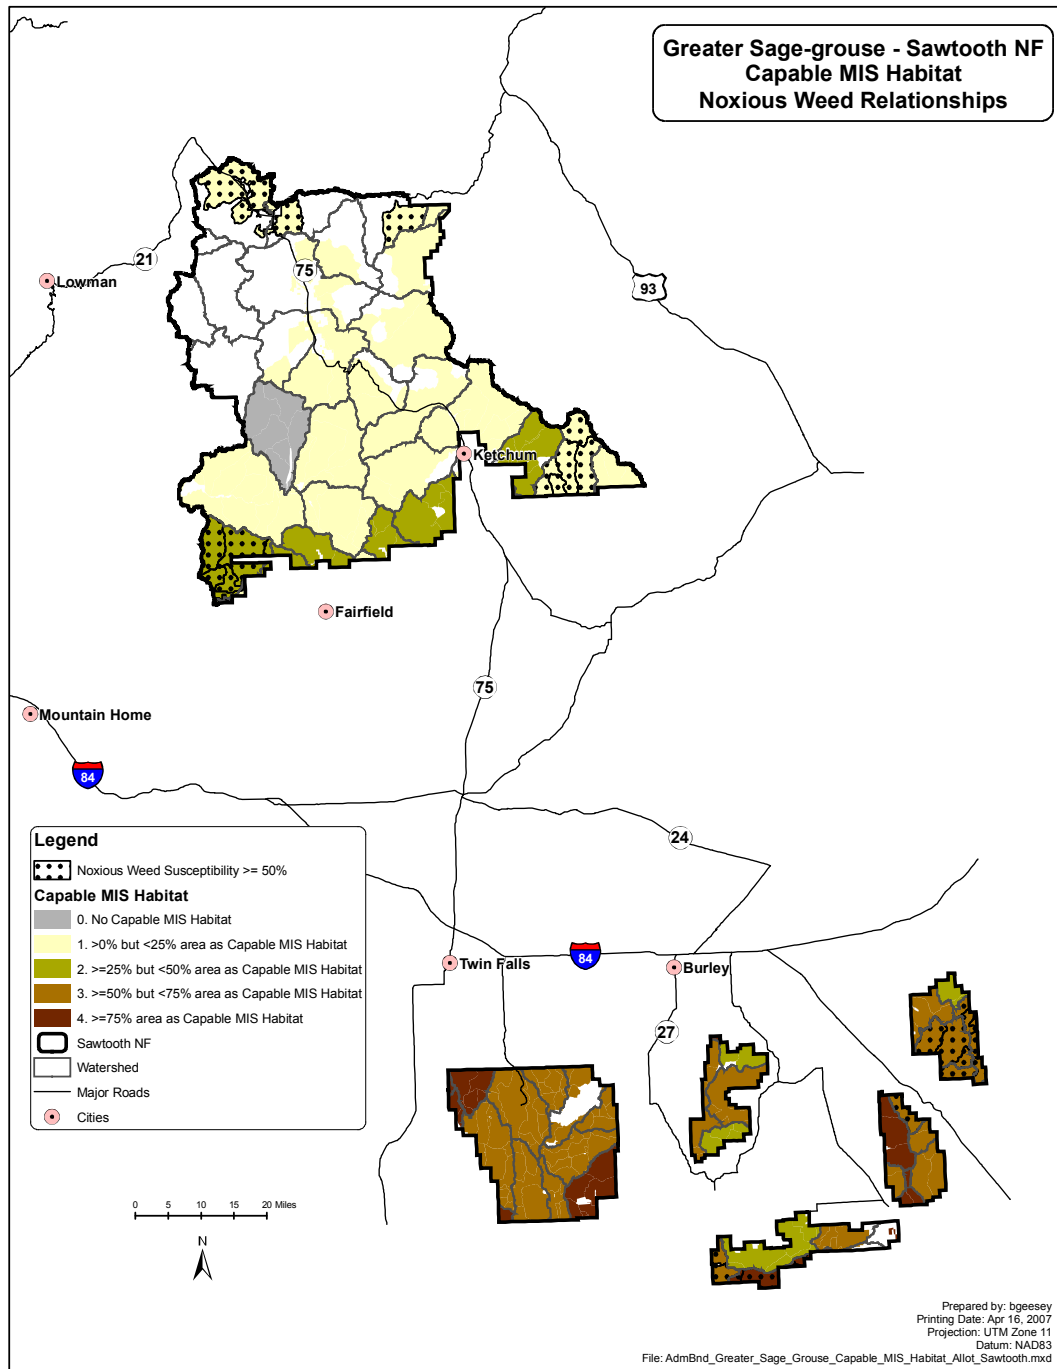 Greater Sage-grouse - Sawtooth NF
Capable MIS Habitat
Noxious Weed Relationships
21
75
93
Lowman
Ketchum
Fairfield
75
Mountain Home
84
24
Legend
Noxious Weed Susceptibility >= 50%
Capable MIS Habitat
0. No Capable MIS Habitat
1. >0% but <25% area as Capable MIS Habitat
2. >=25% but <50% area as Capable MIS Habitat
3. >=50% but <75% area as Capable MIS Habitat
4. >=75% area as Capable MIS Habitat
Sawtooth NF
Watershed
Major Roads
Cities
Twin Falls
84
Burley
27
0 5 10 15 20 Miles
N
Prepared by: bgeesey
Printing Date: Apr 16, 2007
Projection: UTM Zone 11
Datum: NAD83
File: AdmBnd_Greater_Sage_Grouse_Capable_MIS_Habitat_Allot_Sawtooth.mxd